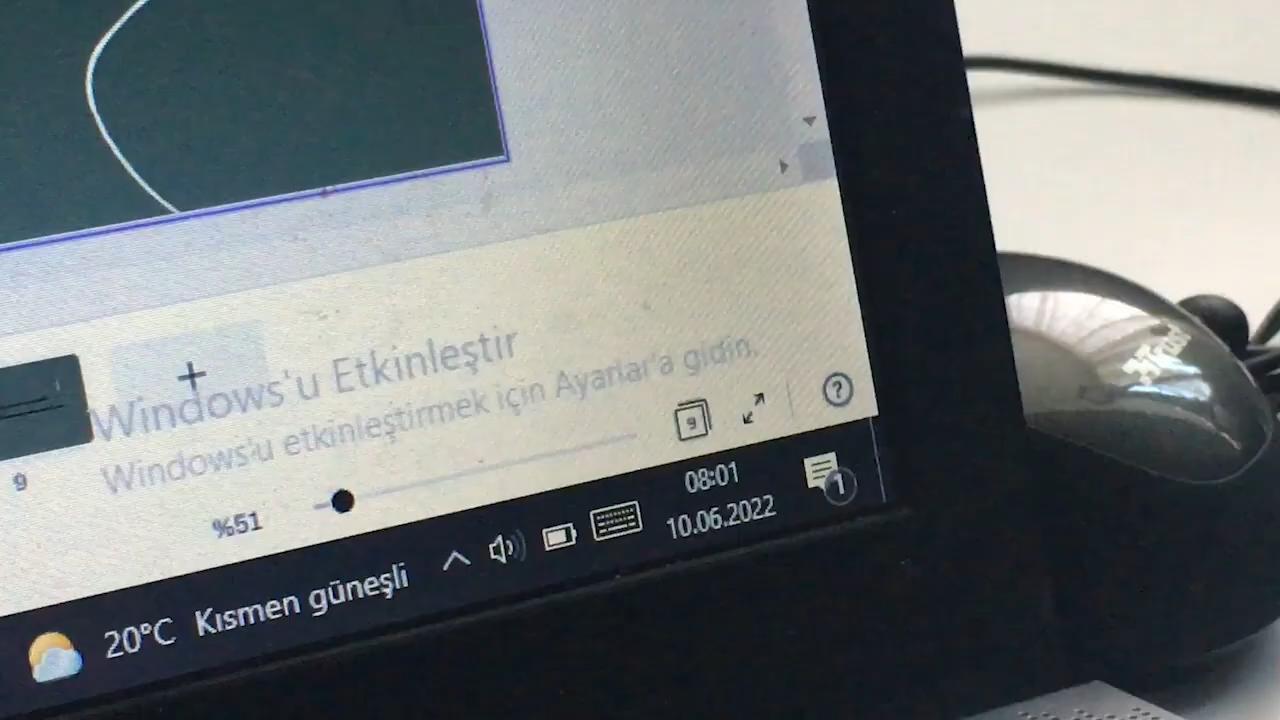 Windows'u Etkinleştir
Windows'u etkinleştirmek için Ayarlar'a gidin.
9
9
?
%51
08:01
10.06.2022
1
20°C Kısmen güneşli